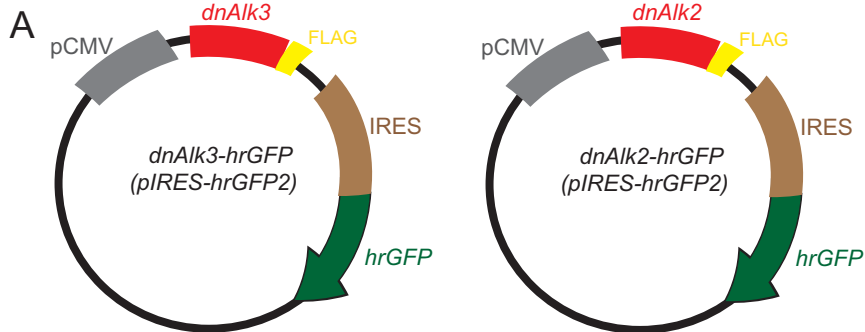 A
dnAlk3
FLAG
pCMV
IRES
dnAlk3-hrGFP
(pIRES-hrGFP2)
hrGFP
dnAlk2
FLAG
pCMV
IRES
dnAlk2-hrGFP
(pIRES-hrGFP2)
hrGFP